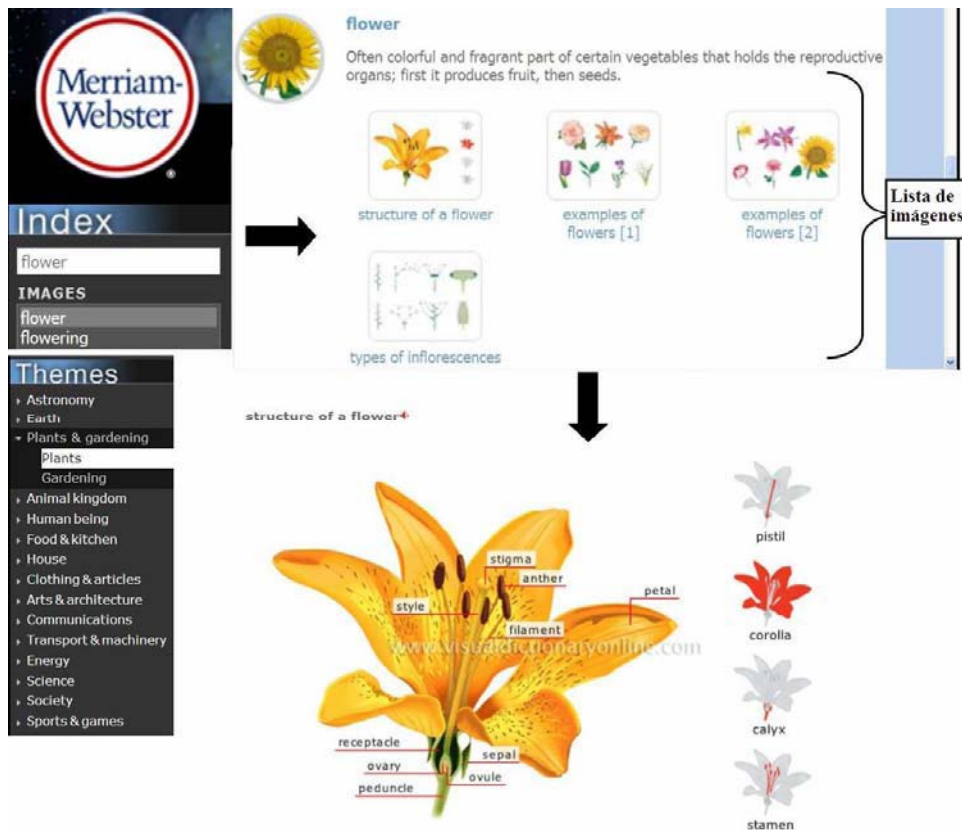 Merriam-
Webster
®
Index
flower
IMAGES
flower
flowering
flower
Often colorful and fragrant part of certain vegetables that holds the reproductive
organs; first it produces fruit, then seeds.
structure of a flower
examples of
flowers [1]
examples of
flowers [2]
types of inflorescences
Lista de
imágenes
Themes
Astronomy
Earth
Plants & gardening
Plants
Gardening
Animal kingdom
Human being
Food & kitchen
House
Clothing & articles
Arts & architecture
Communications
Transport & machinery
Energy
Science
Society
Sports & games
structure of a flower
stigma
anther
petal
style
filament
www.visualdictionaryonline.com
receptacle
sepal
ovary
ovule
peduncle
pistil
corolla
calyx
stamen